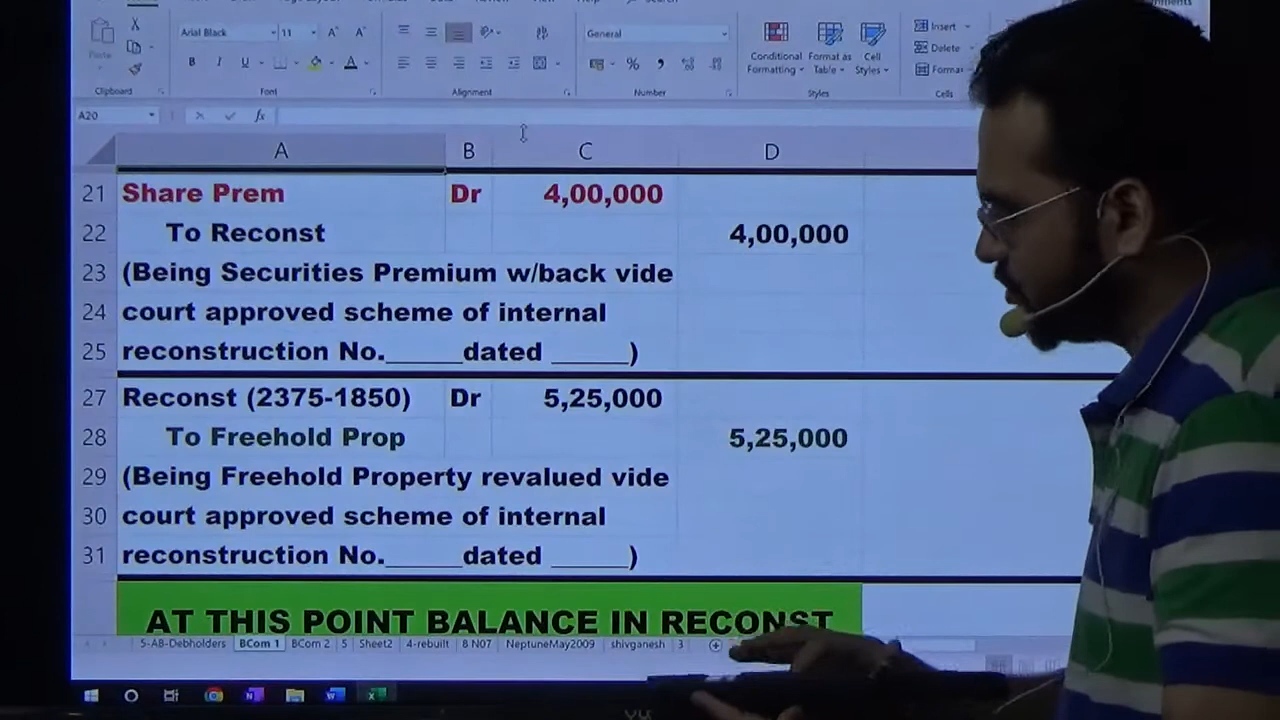 Arial Black 11 General
Conditional Format as Cell
Formatting Table Styles
Insert
Delete
Forma
Paste
B I U A % ,
Clipboard Font Alignment Number Styles Cells
A20 fx
A B C D
21 Share Prem Dr 4,00,000
22 To Reconst 4,00,000
23 (Being Securities Premium w/back vide
24 court approved scheme of internal
25 reconstruction No.______dated ______)
27 Reconst (2375-1850) Dr 5,25,000
28 To Freehold Prop 5,25,000
29 (Being Freehold Property revalued vide
30 court approved scheme of internal
31 reconstruction No.______dated ______)
AT THIS POINT BALANCE IN RECONST
5-AB-Debholders BCom 1 BCom 2 5 Sheet2 4-rebuilt 8 N07 NeptuneMay2009 shivganesh 3